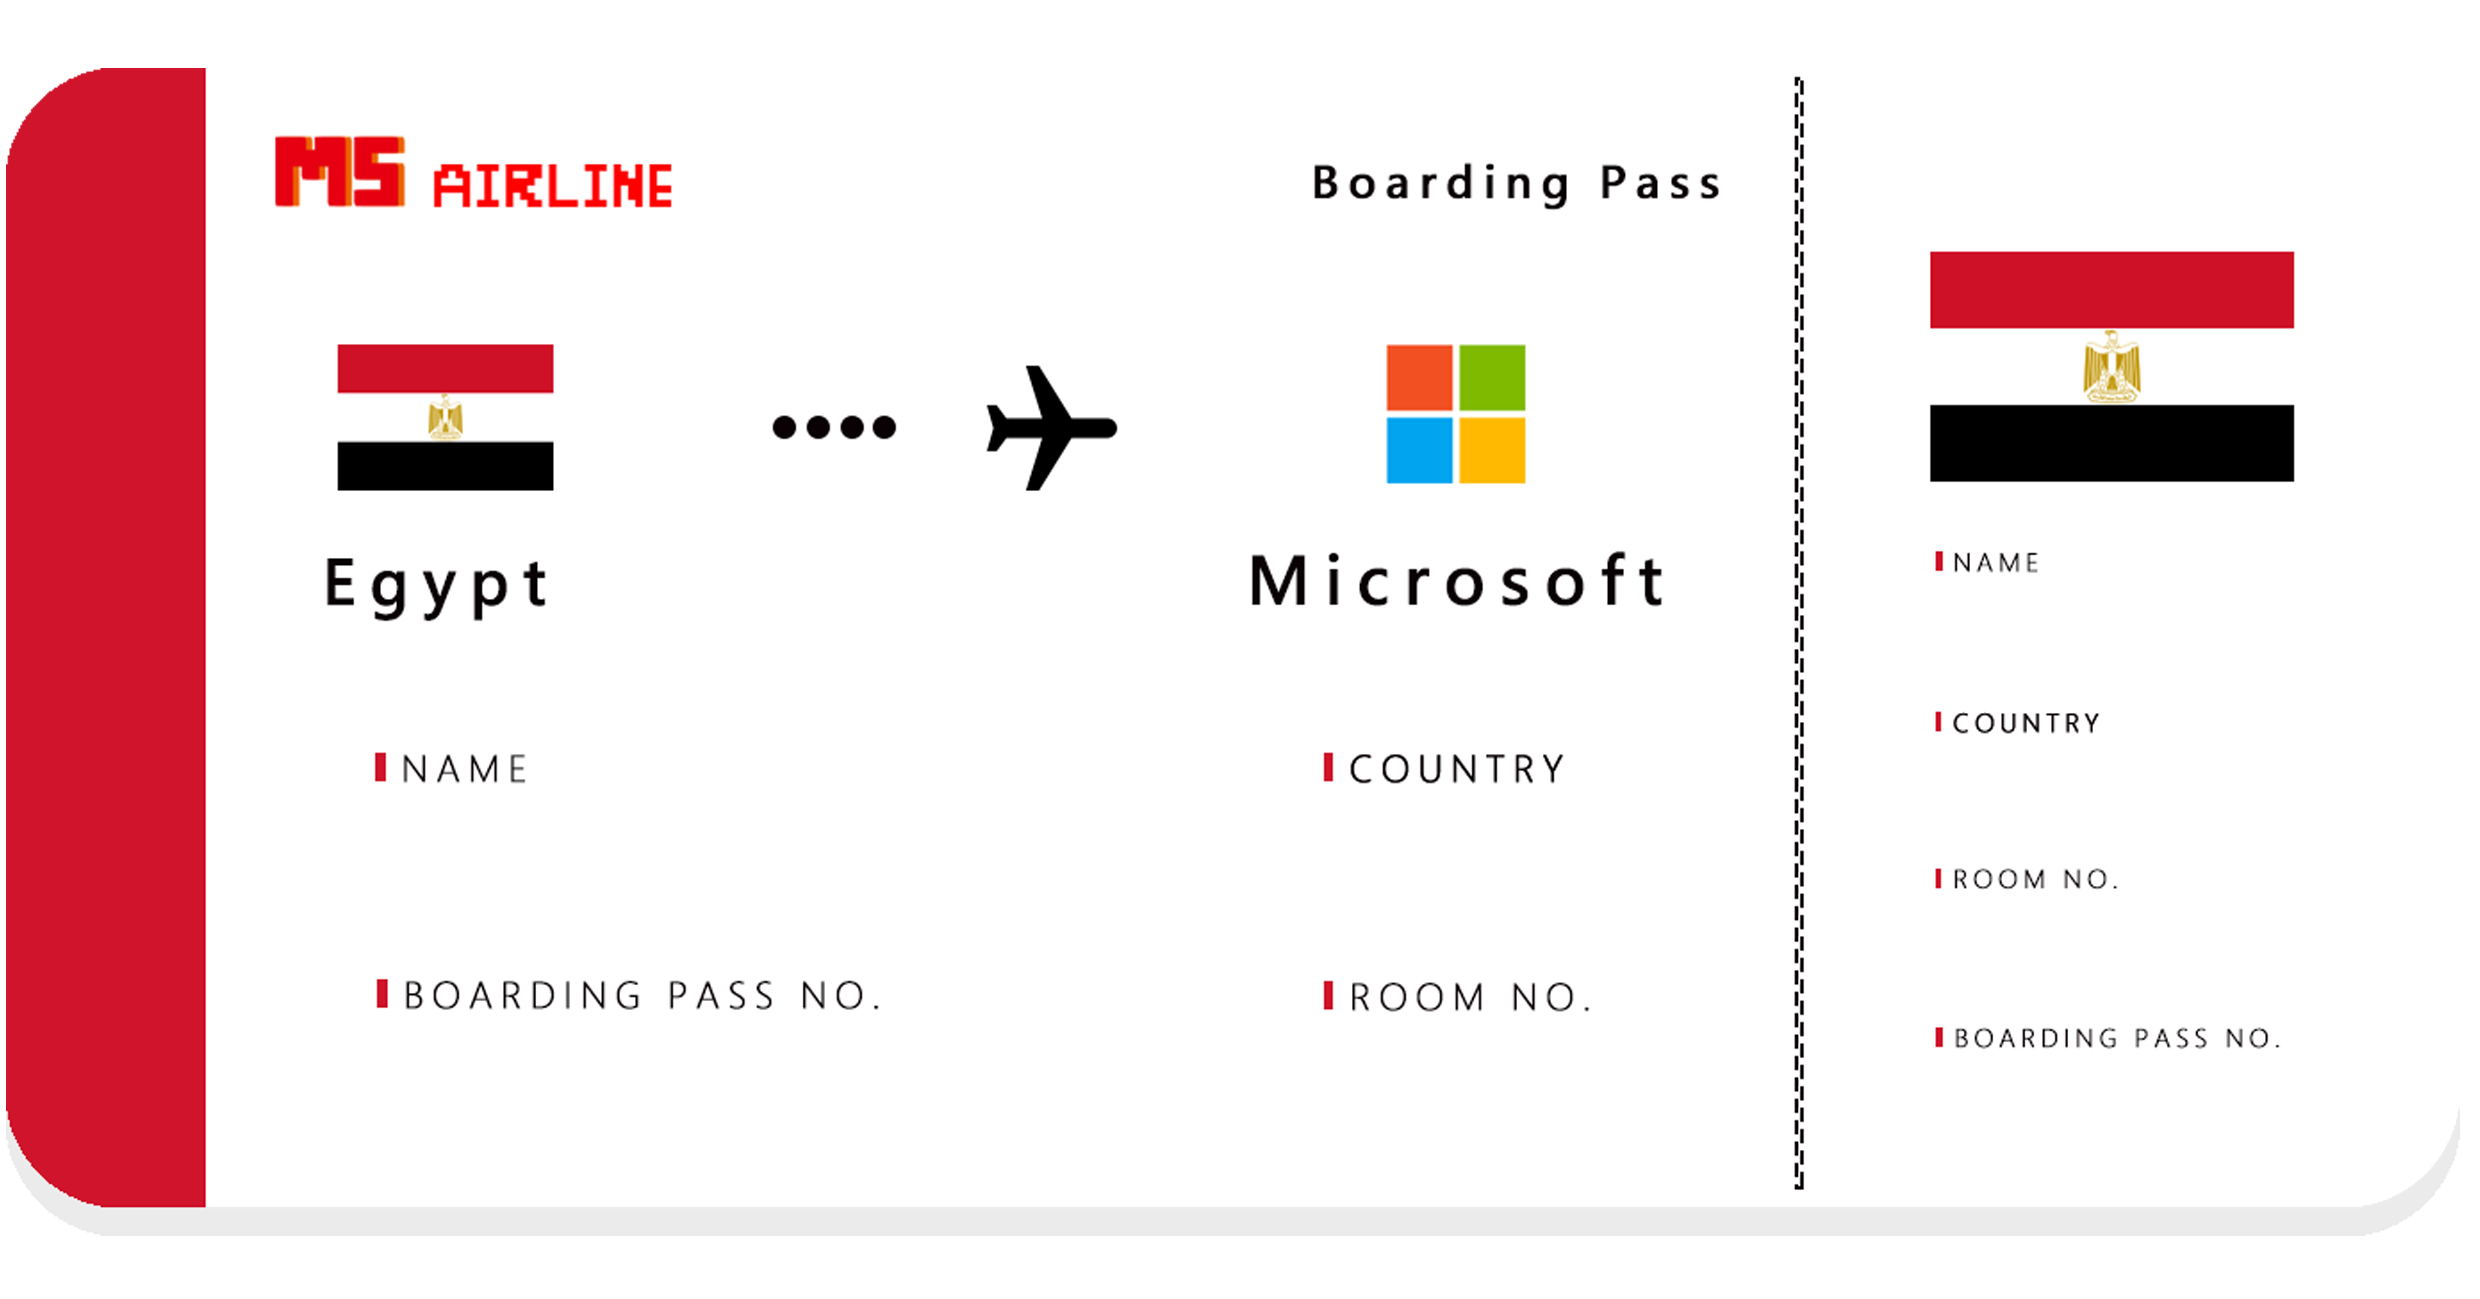 MS AIRLINE
Boarding Pass
Egypt
Microsoft
NAME
COUNTRY
BOARDING PASS NO.
ROOM NO.
NAME
COUNTRY
ROOM NO.
BOARDING PASS NO.